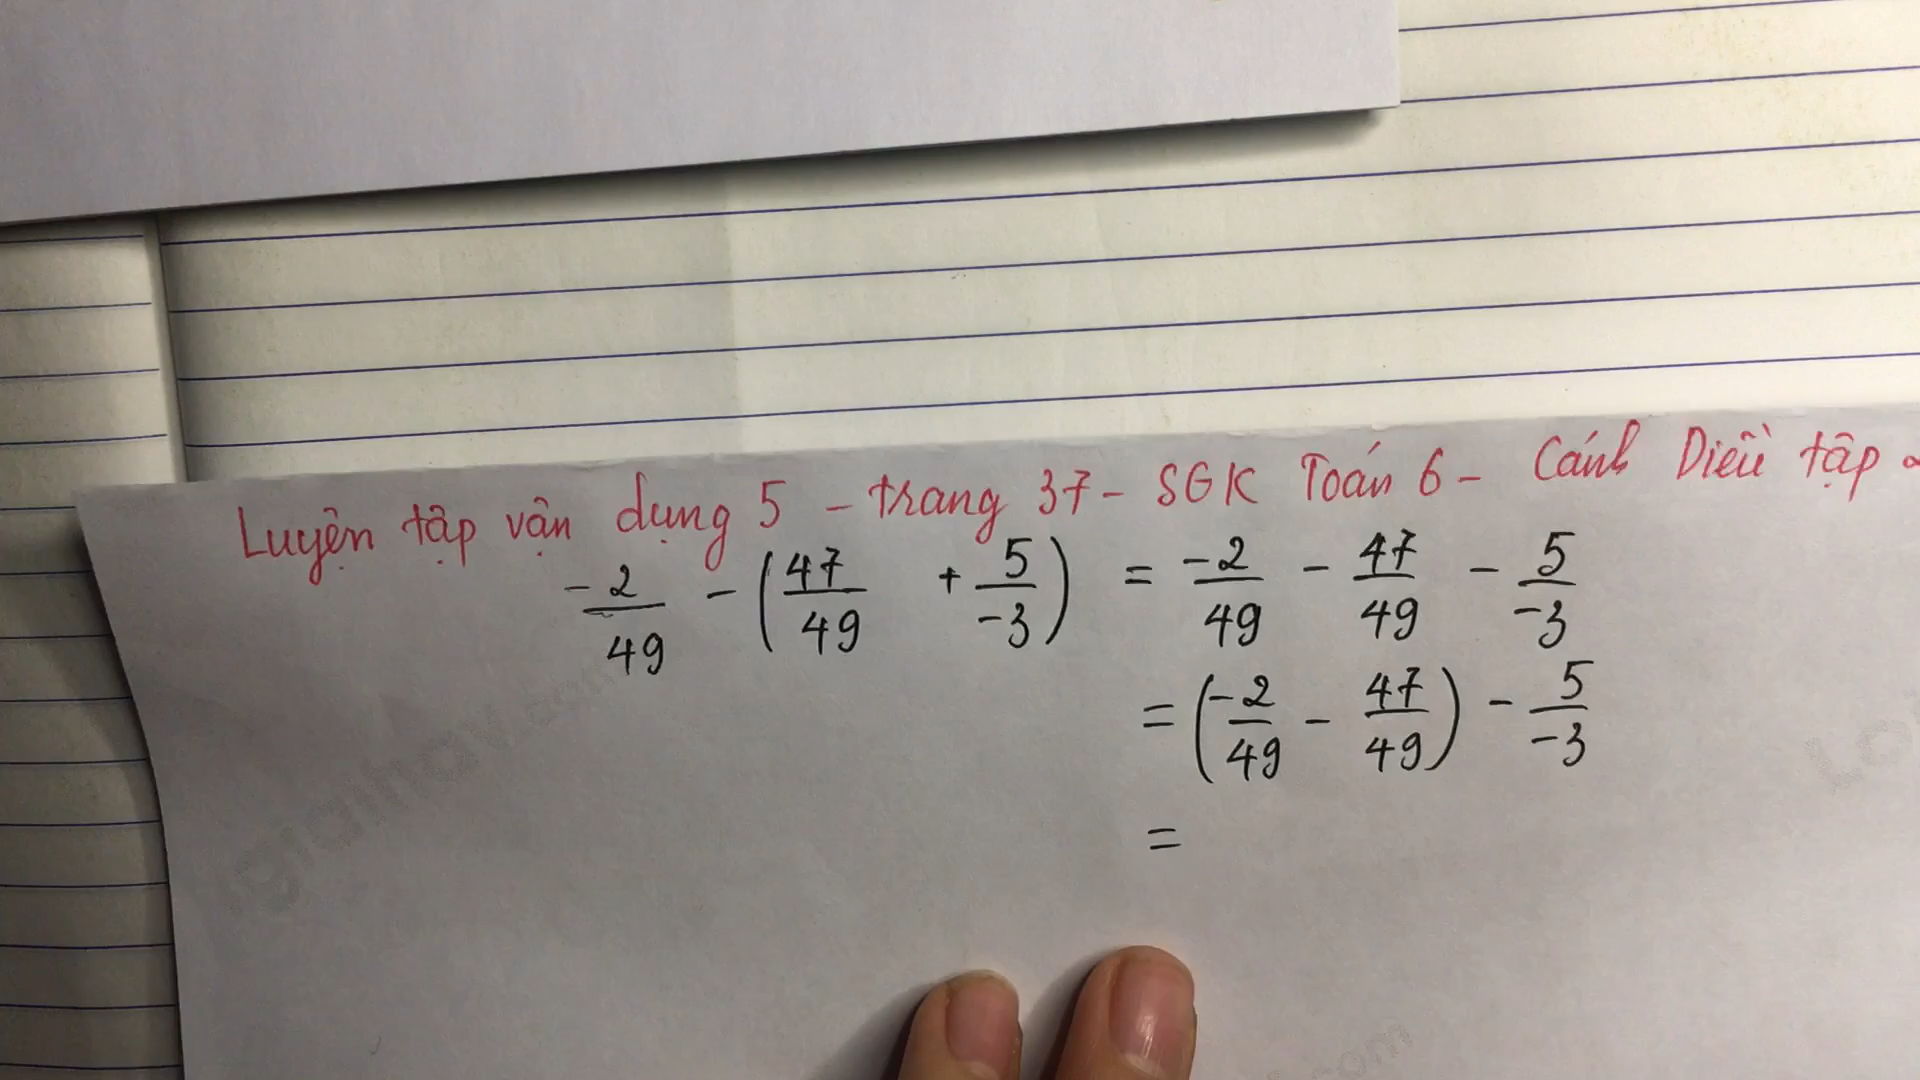 Luyện tập vận dụng 5 - trang 37 - SGK Toán 6 - Cánh Diều tập
-2/49 - (47/49 + 5/-3) = -2/49 - 47/49 - 5/-3
= (-2/49 - 47/49) - 5/-3
=